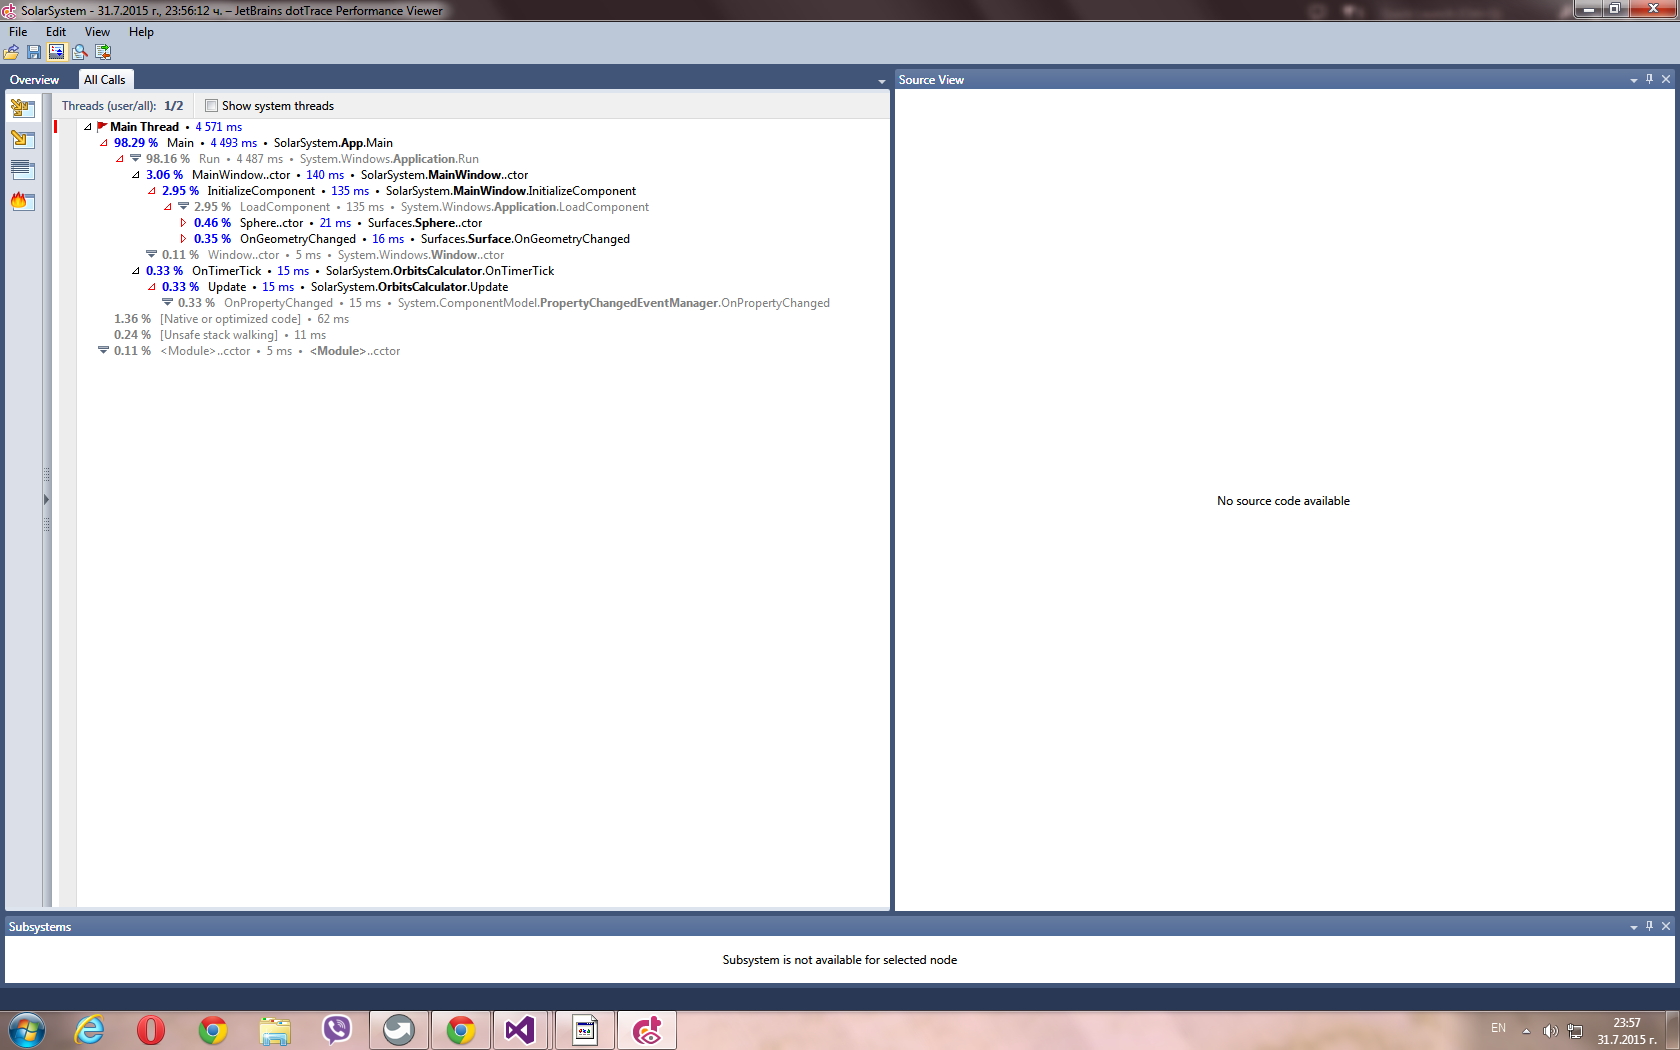 SolarSystem - 31.7.2015 г., 23:56:12 ч. – JetBrains dotTrace Performance Viewer
File Edit View Help
Overview All Calls
Source View
Threads (user/all): 1/2 Show system threads
Main Thread • 4 571 ms
98.29 % Main • 4 493 ms • SolarSystem.App.Main
98.16 % Run • 4 487 ms • System.Windows.Application.Run
3.06 % MainWindow..ctor • 140 ms • SolarSystem.MainWindow..ctor
2.95 % InitializeComponent • 135 ms • SolarSystem.MainWindow.InitializeComponent
2.95 % LoadComponent • 135 ms • System.Windows.Application.LoadComponent
0.46 % Sphere..ctor • 21 ms • Surfaces.Sphere..ctor
0.35 % OnGeometryChanged • 16 ms • Surfaces.Surface.OnGeometryChanged
0.11 % Window..ctor • 5 ms • System.Windows.Window..ctor
0.33 % OnTimerTick • 15 ms • SolarSystem.OrbitsCalculator.OnTimerTick
0.33 % Update • 15 ms • SolarSystem.OrbitsCalculator.Update
0.33 % OnPropertyChanged • 15 ms • System.ComponentModel.PropertyChangedEventManager.OnPropertyChanged
1.36 % [Native or optimized code] • 62 ms
0.24 % [Unsafe stack walking] • 11 ms
0.11 % <Module>..cctor • 5 ms • <Module>..cctor
No source code available
Subsystems
Subsystem is not available for selected node
EN
23:57
31.7.2015 г.